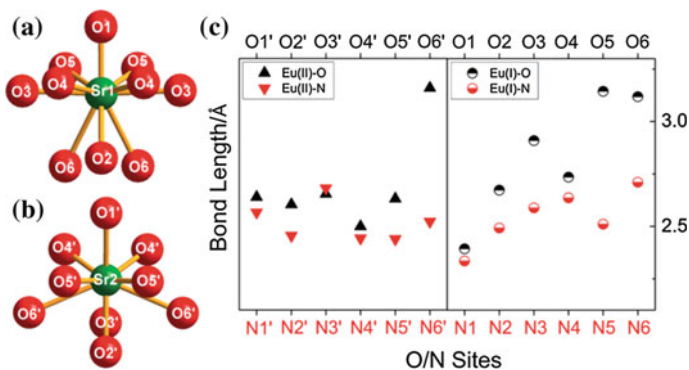 (a)
O1
O5
O5
O4
O4
O3
Sr1
O3
O6
O2
O6
(b)
O1'
O4'
O4'
O5'
Sr2
O5'
O6'
O6'
O3'
O2'
(c)
O1' O2' O3' O4' O5' O6' O1 O2 O3 O4 O5 O6
Eu(II)-O
Eu(II)-N
Eu(I)-O
Eu(I)-N
Bond Length/Å
3.0
2.5
N1' N2' N3' N4' N5' N6' N1 N2 N3 N4 N5 N6
O/N Sites